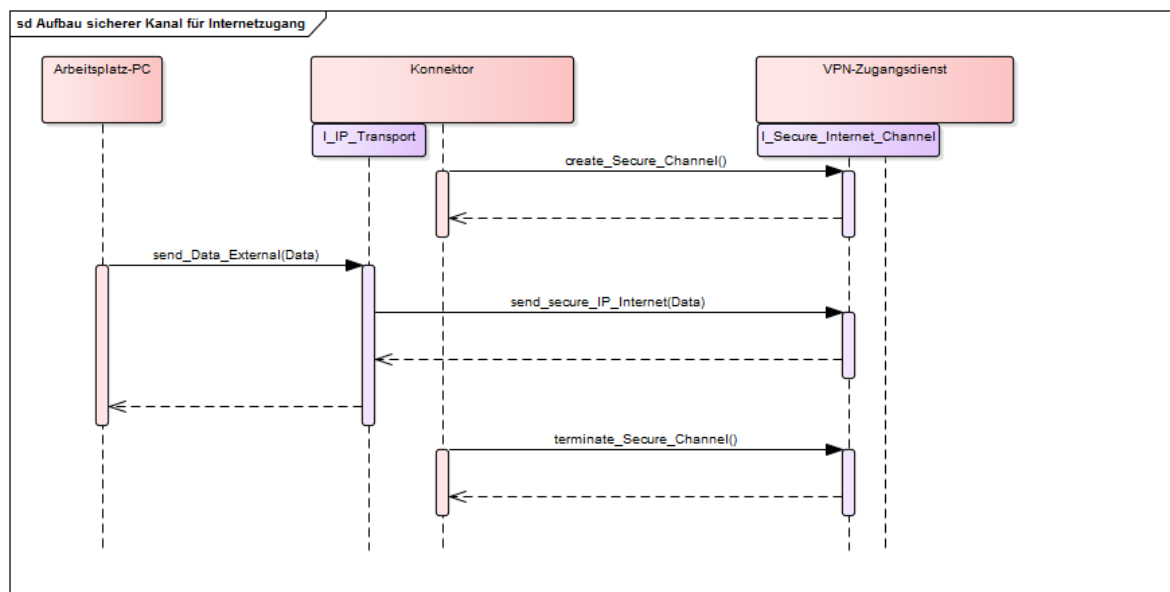 sd Aufbau sicherer Kanal für Internetzugang
Arbeitsplatz-PC
Konnektor
VPN-Zugangsdienst
I_IP_Transport
I_Secure_Internet_Channel
create_Secure_Channel()
send_Data_External(Data)
send_secure_IP_Internet(Data)
terminate_Secure_Channel()